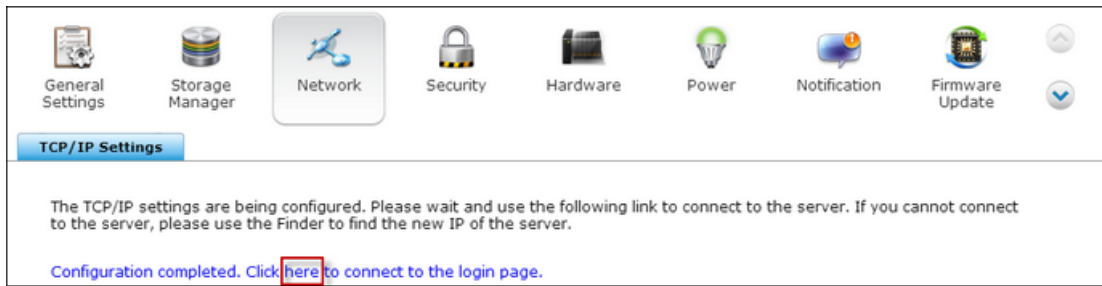 General Settings
Storage Manager
Network
Security
Hardware
Power
Notification
Firmware Update
TCP/IP Settings
The TCP/IP settings are being configured. Please wait and use the following link to connect to the server. If you cannot connect
to the server, please use the Finder to find the new IP of the server.
Configuration completed. Click here to connect to the login page.